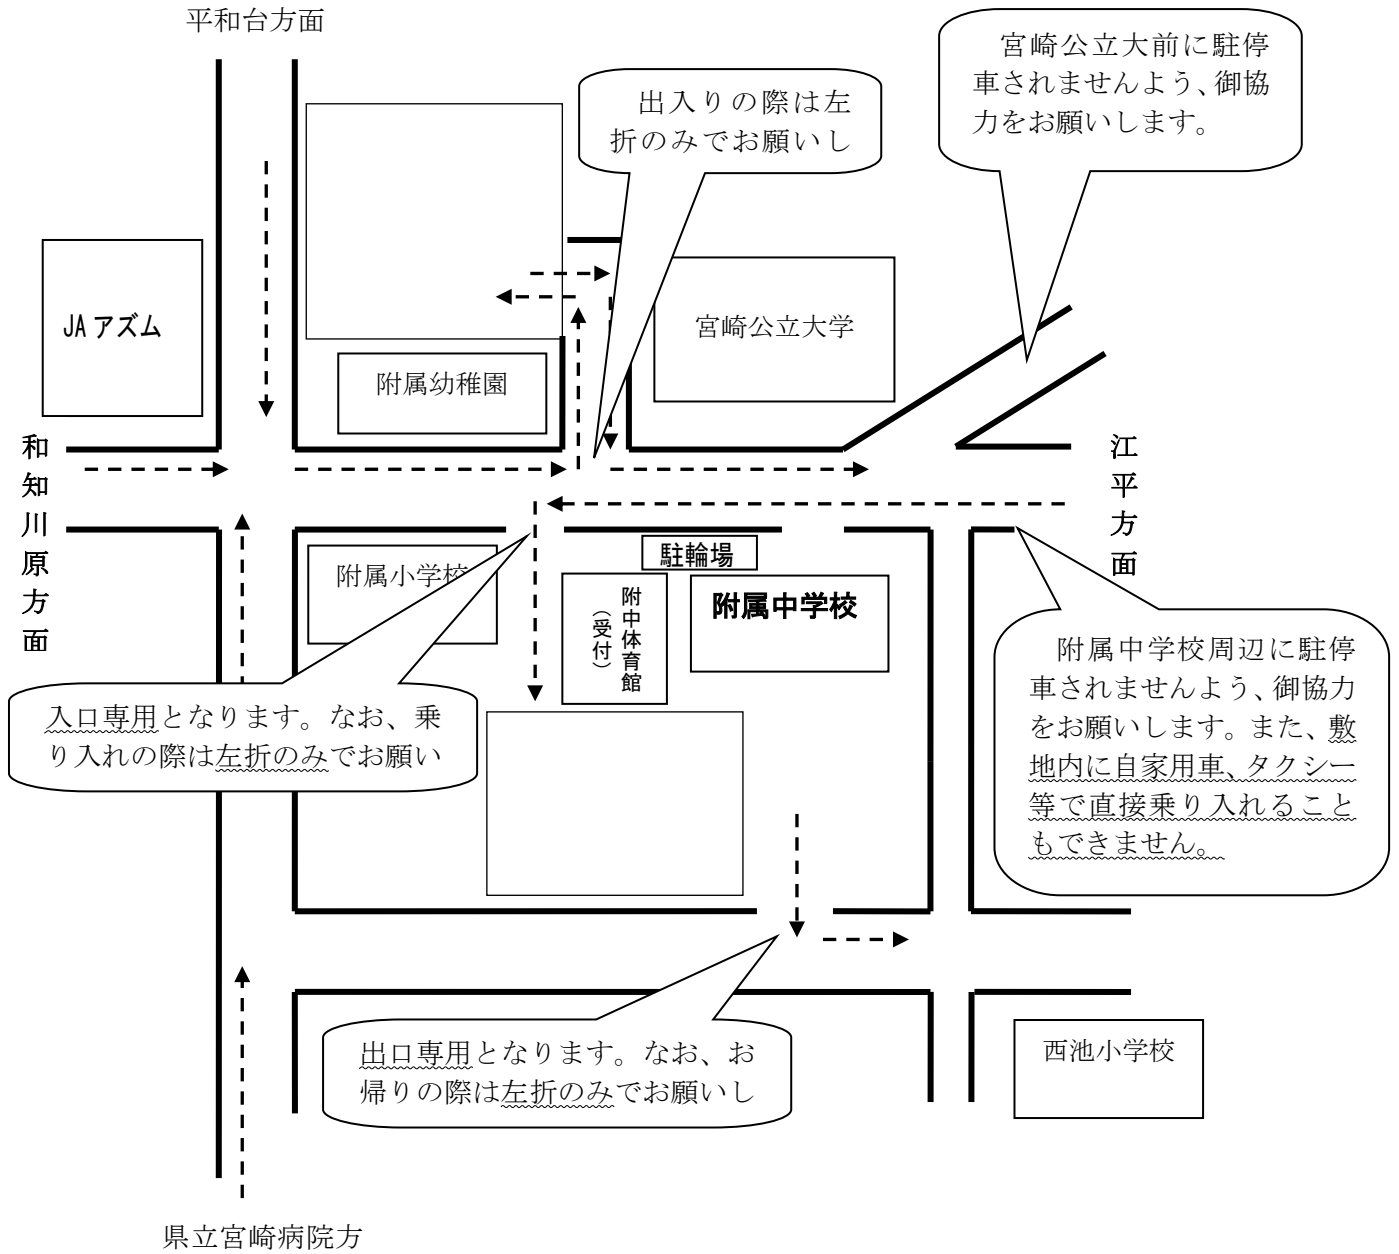 平和台方面
宮崎公立大前に駐停
車されませんよう、御協
力をお願いします。
出入りの際は左
折のみでお願いし
JAアズム
宮崎公立大学
附属幼稚園
和知川原方面
江平方面
駐輪場
附属小学校
附中体育館
（受付）
附属中学校
附属中学校周辺に駐停
車されませんよう、御協力
をお願いします。また、敷
地内に自家用車、タクシー
等で直接乗り入れること
もできません。
入口専用となります。なお、乗
り入れの際は左折のみでお願い
出口専用となります。なお、お
帰りの際は左折のみでお願いし
西池小学校
県立宮崎病院方